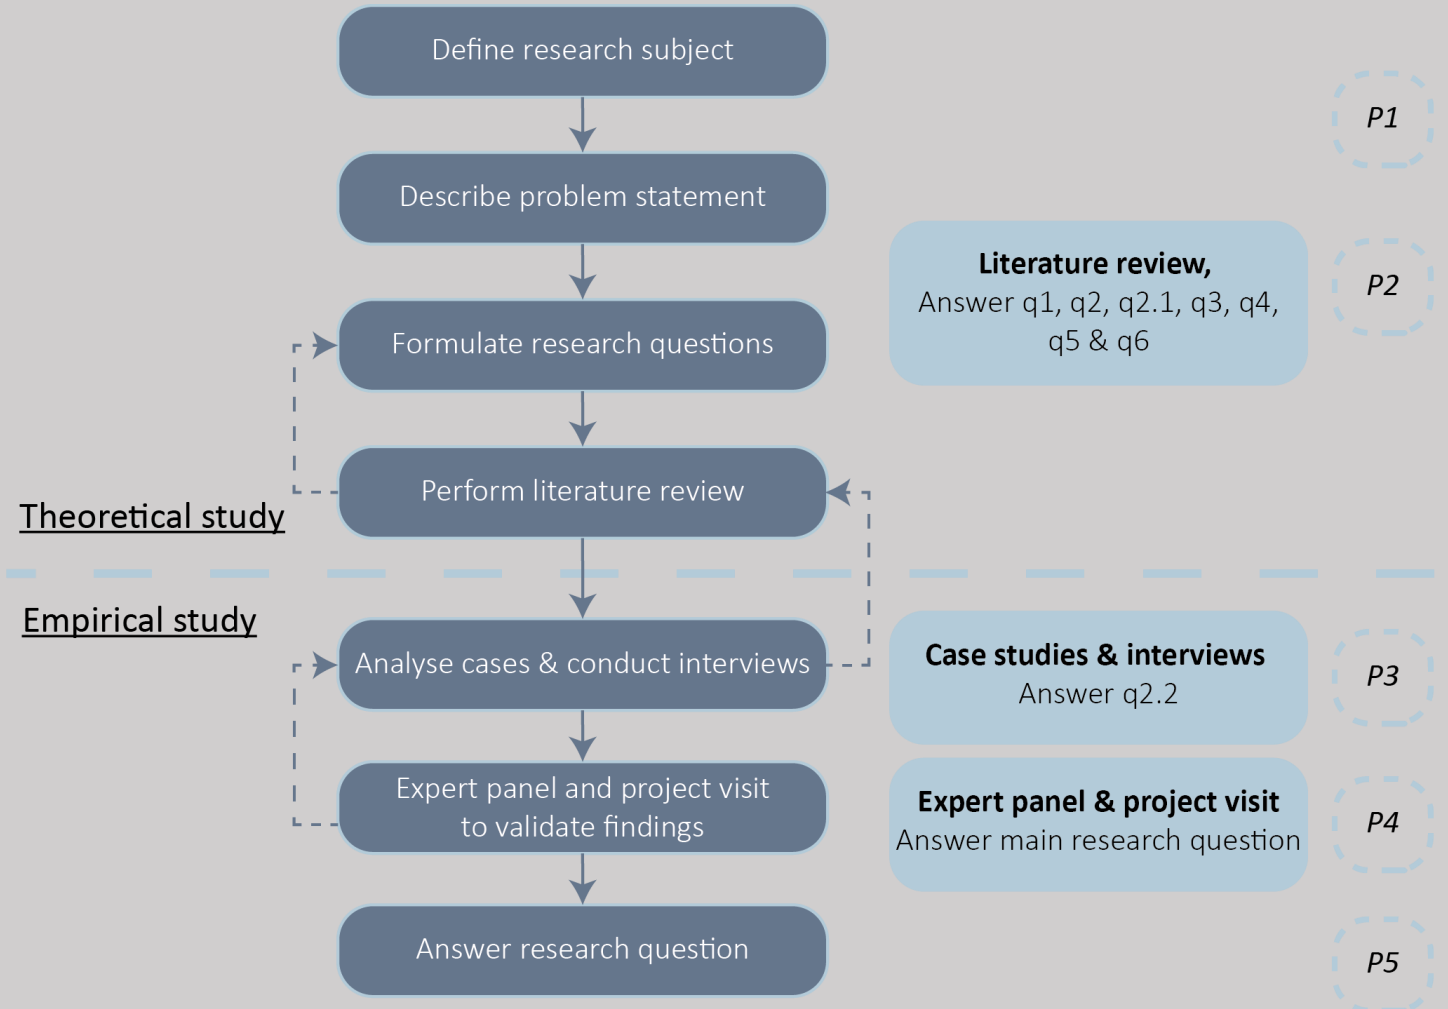 Define research subject
P1
Describe problem statement
Literature review,
Answer q1, q2, q2.1, q3, q4,
q5 & q6
P2
Formulate research questions
Perform literature review
Theoretical study
Empirical study
Analyse cases & conduct interviews
Case studies & interviews
Answer q2.2
P3
Expert panel and project visit
to validate findings
Expert panel & project visit
Answer main research question
P4
Answer research question
P5